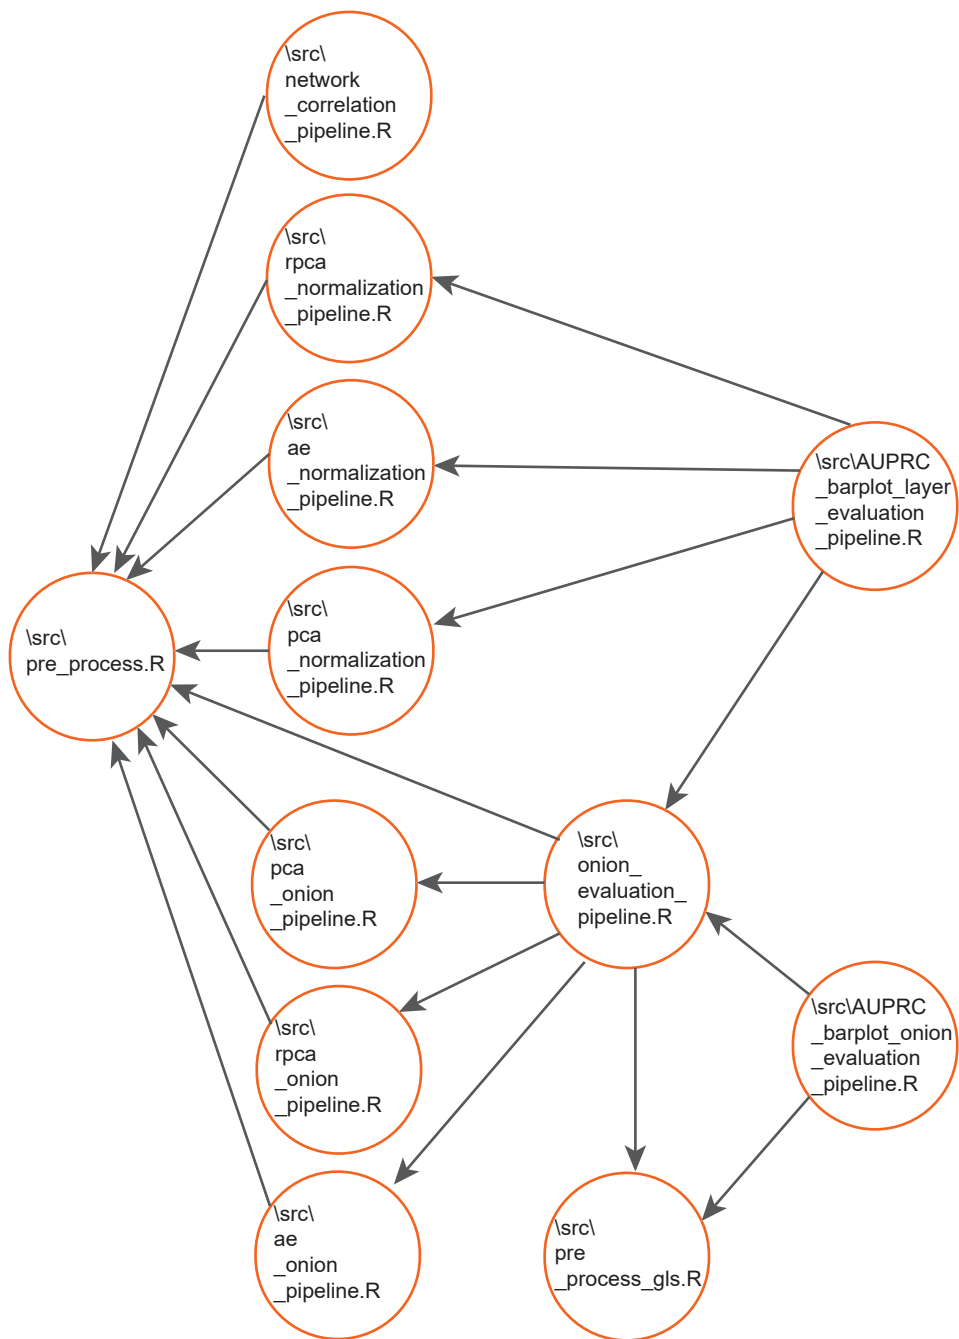 \src\
network
_correlation
_pipeline.R
\src\
rpca
_normalization
_pipeline.R
\src\
ae
_normalization
_pipeline.R
\src\AUPRC
_barplot_layer
_evaluation
_pipeline.R
\src\
pca
_normalization
_pipeline.R
\src\
pre_process.R
\src\
pca
_onion
_pipeline.R
\src\
onion_
evaluation_
pipeline.R
\src\
rpca
_onion
_pipeline.R
\src\AUPRC
_barplot_onion
_evaluation
_pipeline.R
\src\
ae
_onion
_pipeline.R
\src\
pre
_process_gls.R